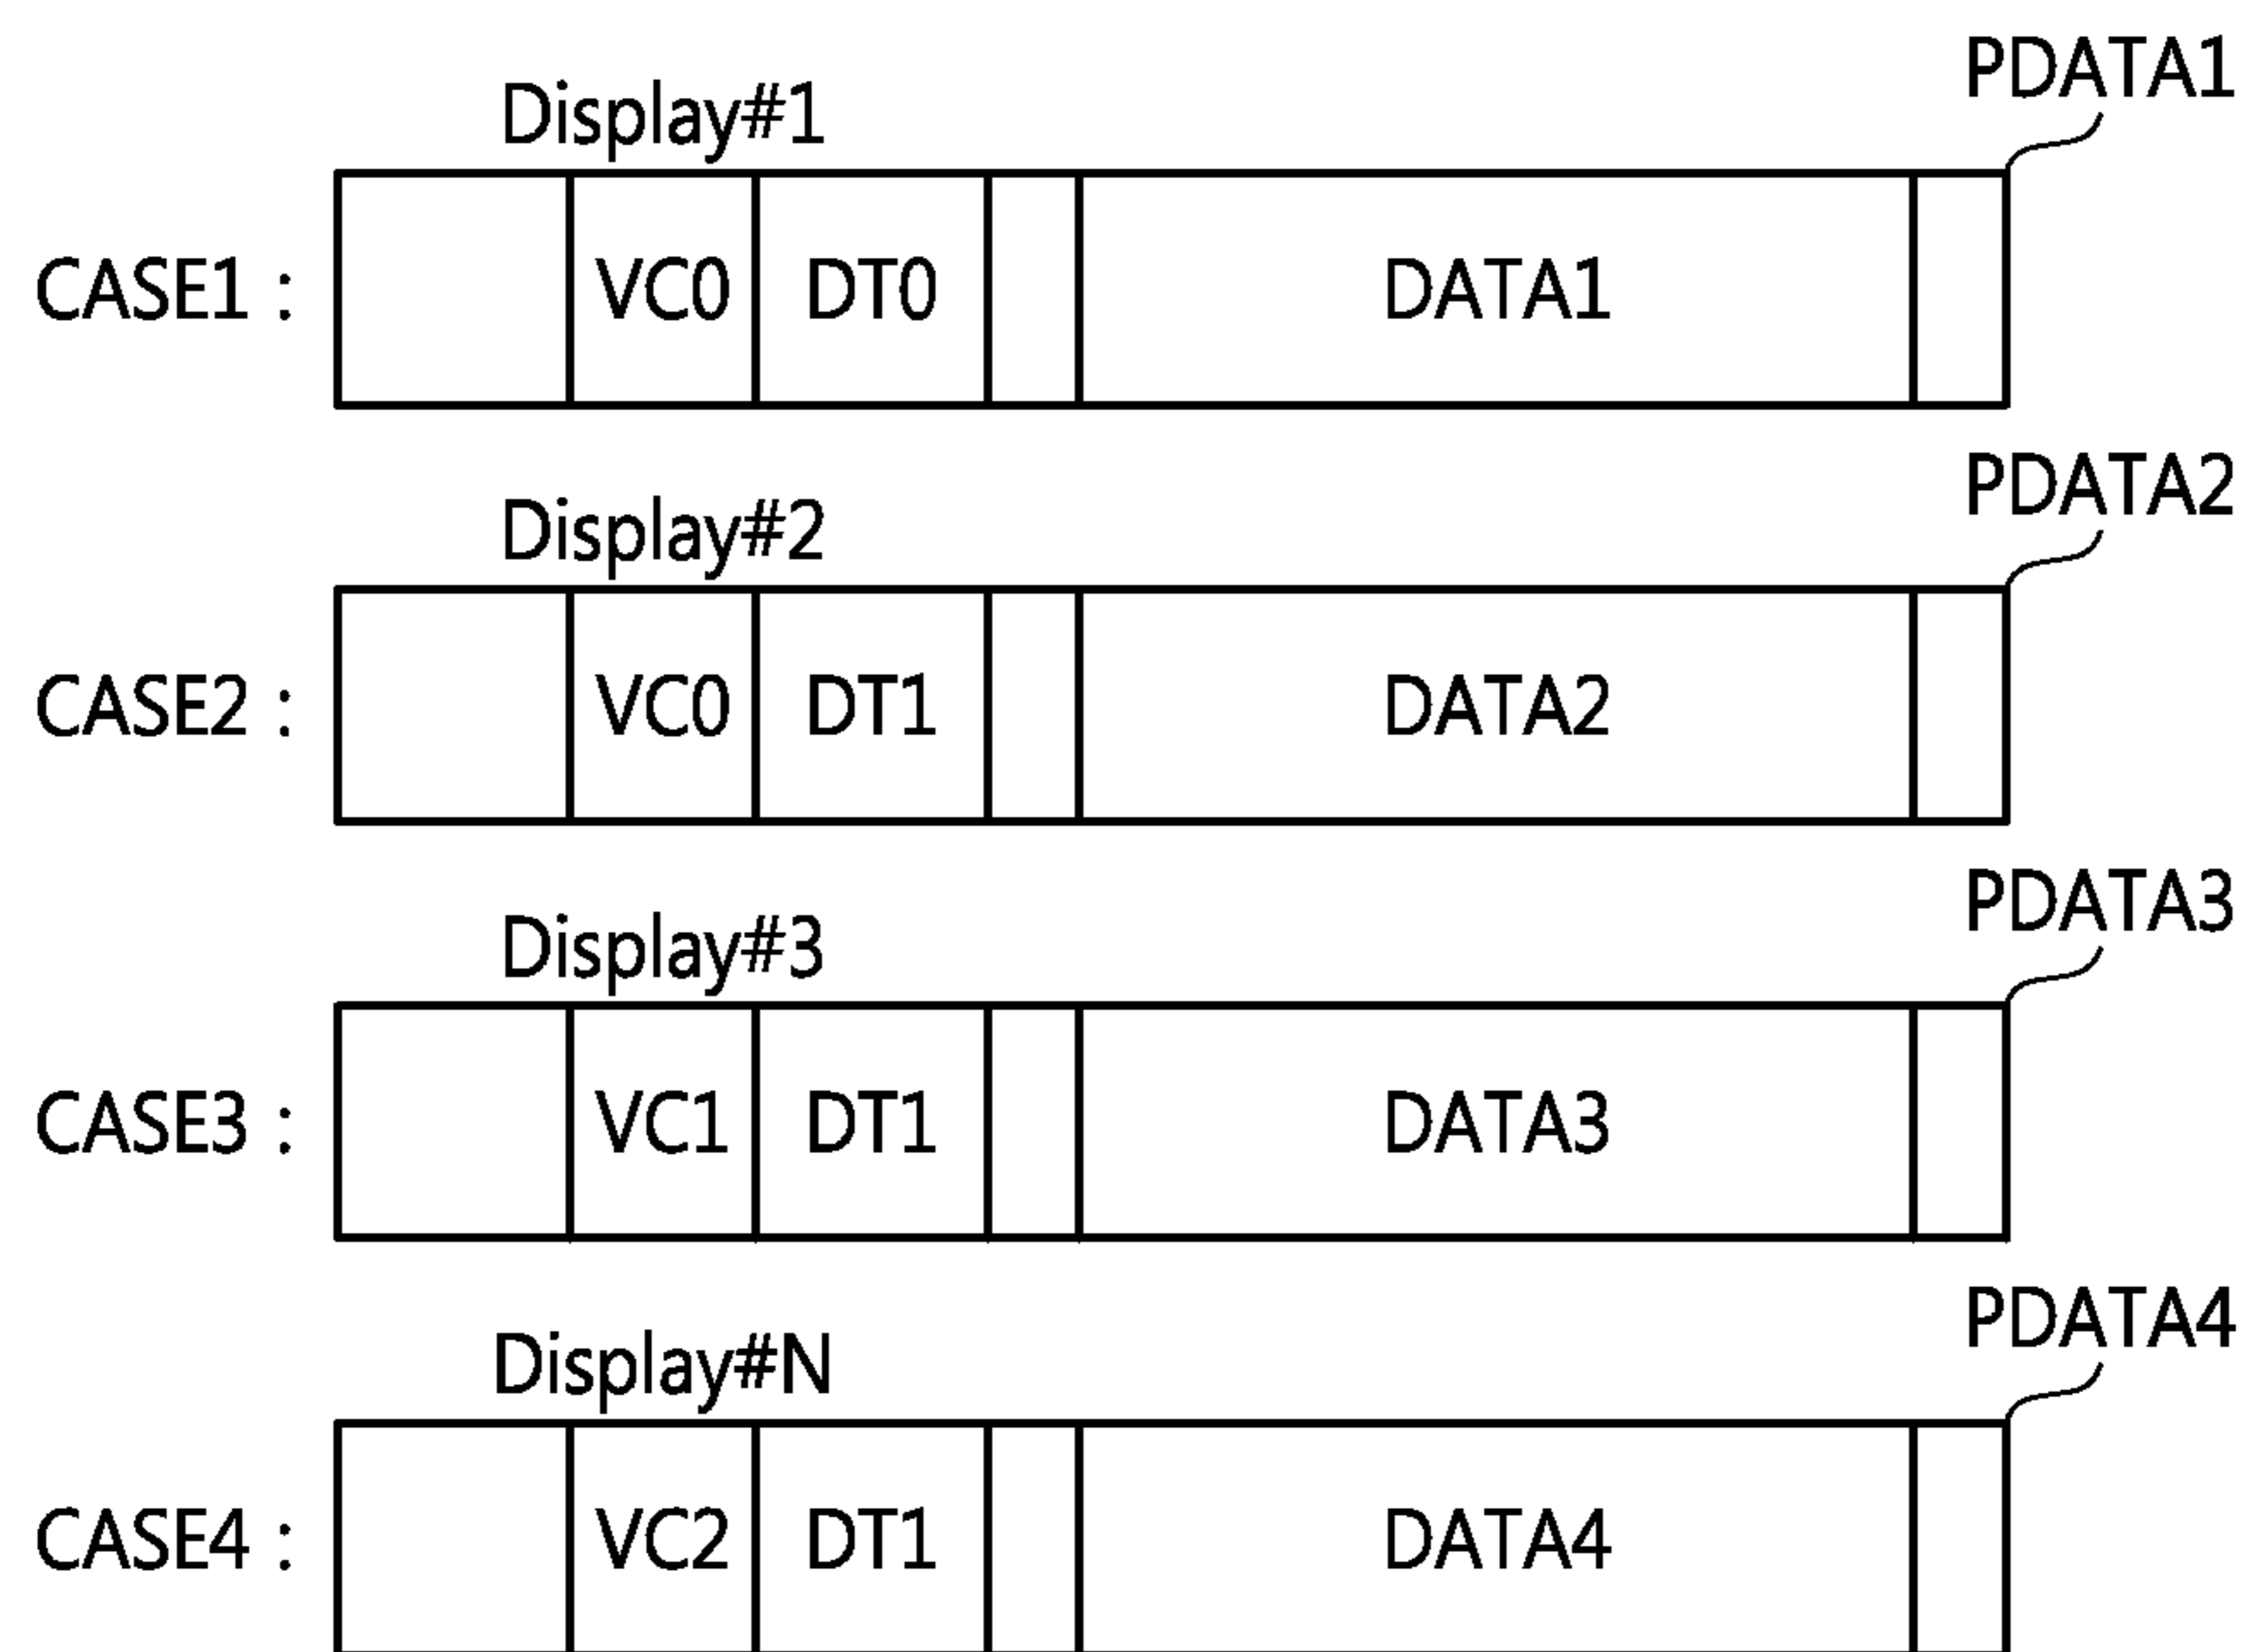 PDATA1
Display#1
CASE1 : VC0 DT0 DATA1
PDATA2
Display#2
CASE2 : VC0 DT1 DATA2
PDATA3
Display#3
CASE3 : VC1 DT1 DATA3
PDATA4
Display#N
CASE4 : VC2 DT1 DATA4